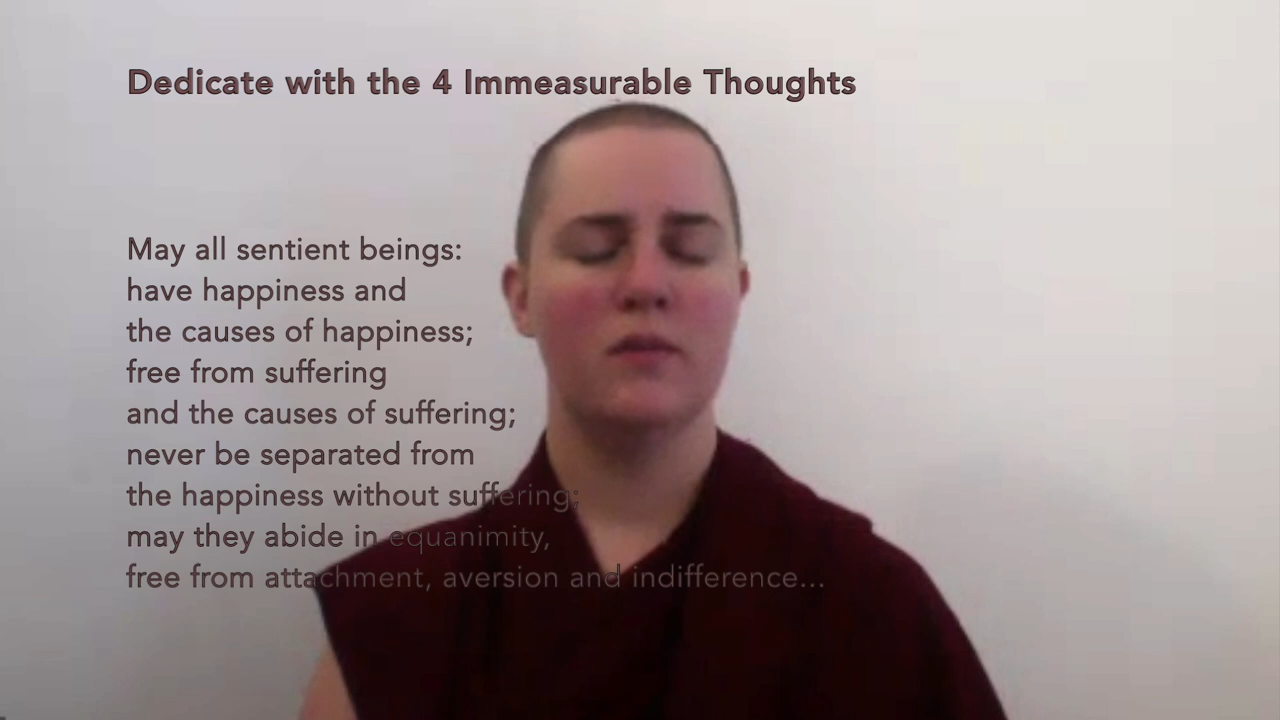 Dedicate with the 4 Immeasurable Thoughts
May all sentient beings:
have happiness and
the causes of happiness;
free from suffering
and the causes of suffering;
never be separated from
the happiness without suffering;
may they abide in equanimity,
free from attachment, aversion and indifference...